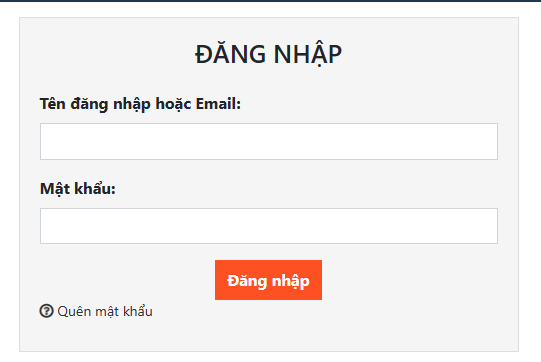 ĐĂNG NHẬP
Tên đăng nhập hoặc Email:
Mật khẩu:
Đăng nhập
Quên mật khẩu